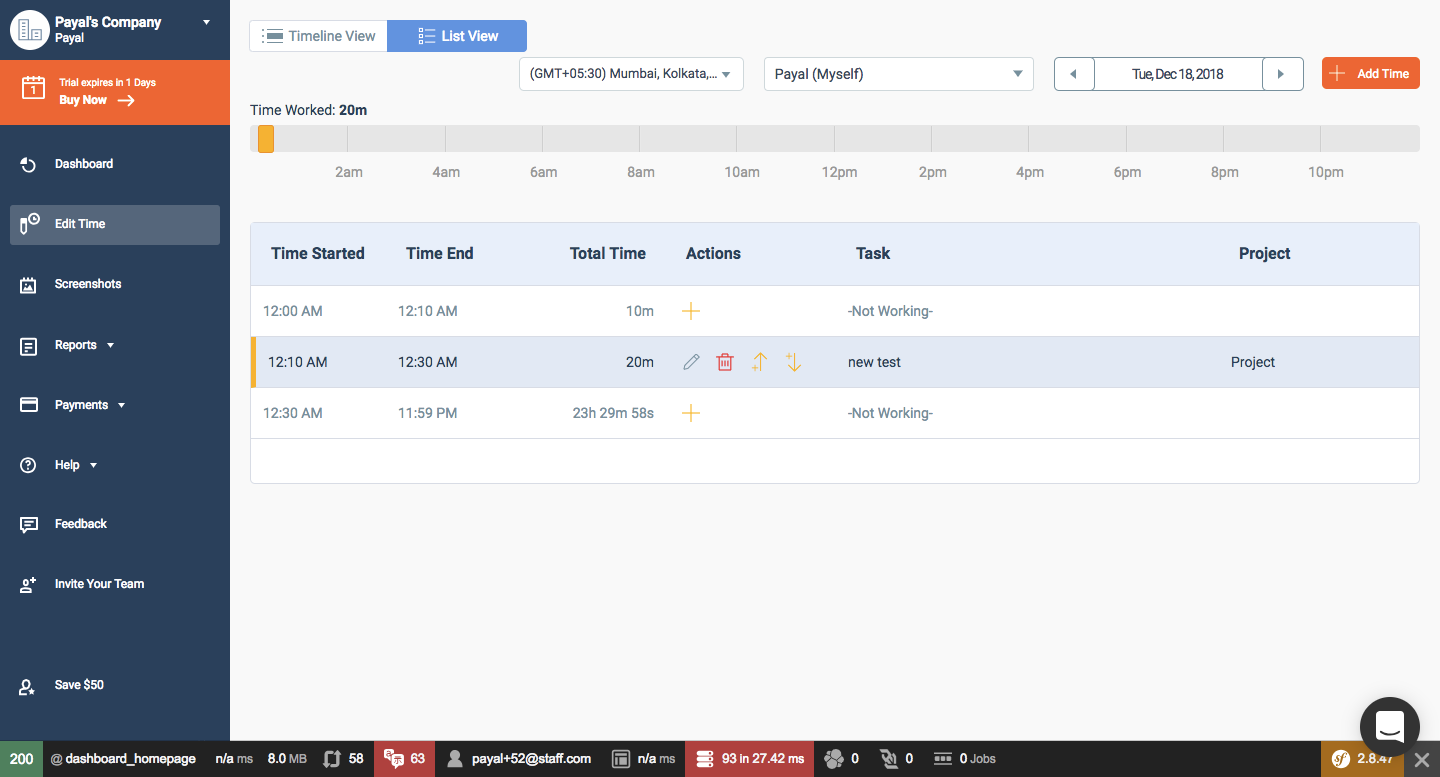 Payal's Company
Payal
1
Trial expires in 1 Days
Buy Now
Dashboard
Edit Time
Screenshots
Reports
Payments
Help
Feedback
Invite Your Team
Save $50
Timeline View
List View
(GMT+05:30) Mumbai, Kolkata,...
Payal (Myself)
Tue, Dec 18, 2018
Add Time
Time Worked: 20m
2am 4am 6am 8am 10am 12pm 2pm 4pm 6pm 8pm 10pm
Time Started Time End Total Time Actions Task Project
12:00 AM 12:10 AM 10m -Not Working-
12:10 AM 12:30 AM 20m new test Project
12:30 AM 11:59 PM 23h 29m 58s -Not Working-
200 @ dashboard_homepage n/a ms 8.0 MB 58 63 payal+52@staff.com n/a ms 93 in 27.42 ms 0 0 0 Jobs sf 2.8.47